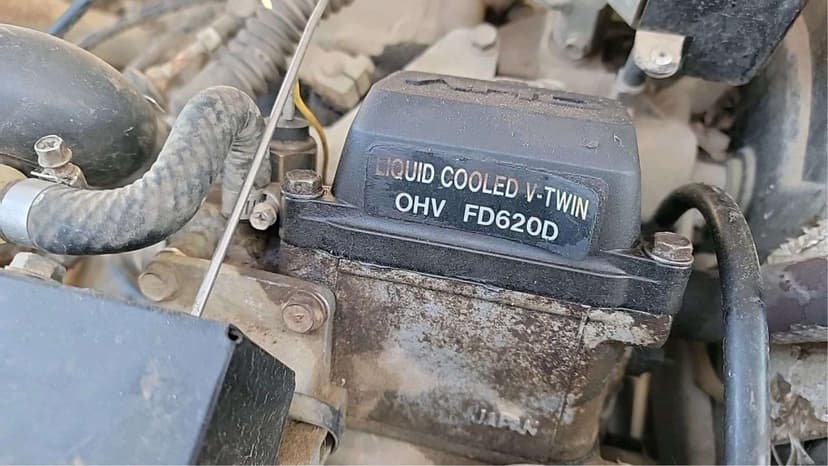 LIQUID COOLED V-TWIN
OHV FD620D
JAPAN